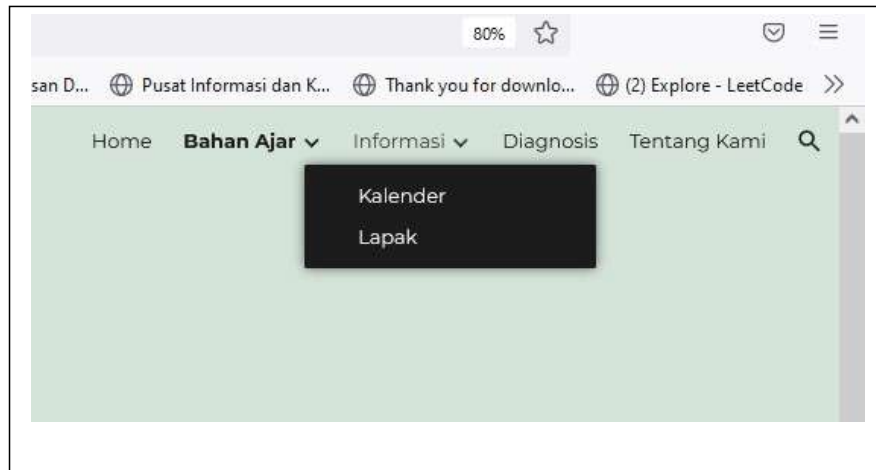 80%
san D... Pusat Informasi dan K... Thank you for downlo... (2) Explore - LeetCode
Home Bahan Ajar Informasi Diagnosis Tentang Kami
Kalender
Lapak